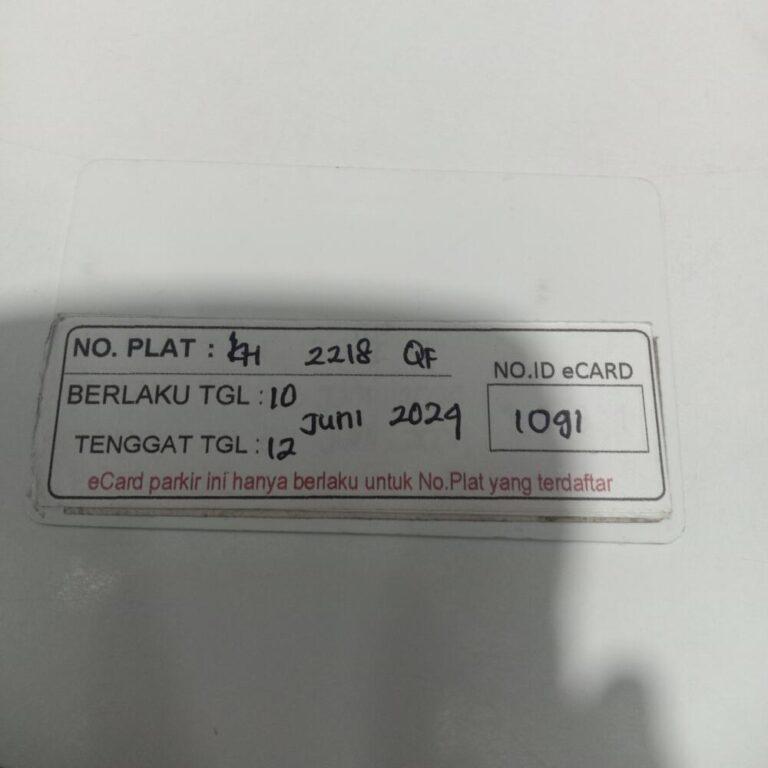 NO. PLAT : KH 2218 QF
BERLAKU TGL : 10
Juni 2024
TENGGAT TGL : 12
NO.ID eCARD
1091
eCard parkir ini hanya berlaku untuk No.Plat yang terdaftar